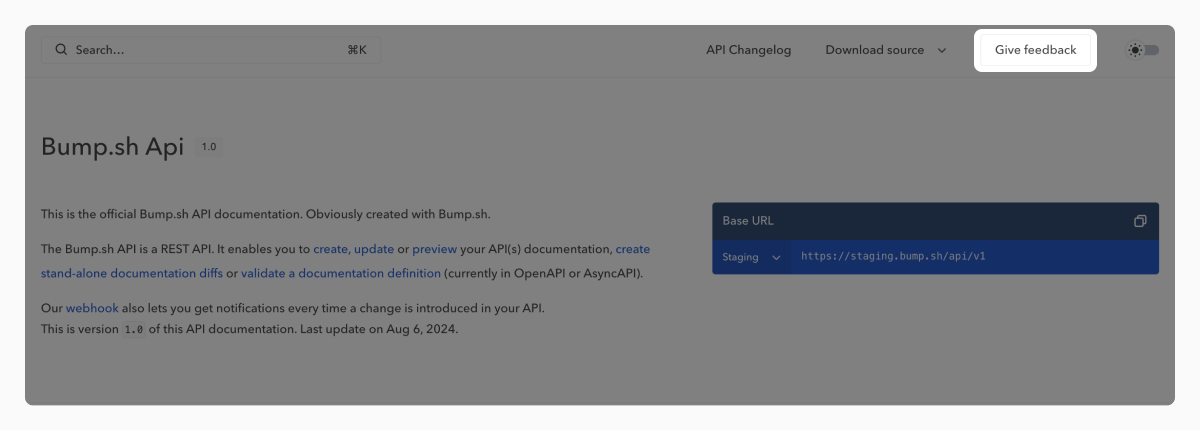 Search... ⌘K API Changelog Download source Give feedback
Bump.sh Api 1.0
This is the official Bump.sh API documentation. Obviously created with Bump.sh.
The Bump.sh API is a REST API. It enables you to create, update or preview your API(s) documentation, create
stand-alone documentation diffs or validate a documentation definition (currently in OpenAPI or AsyncAPI).
Our webhook also lets you get notifications every time a change is introduced in your API.
This is version 1.0 of this API documentation. Last update on Aug 6, 2024.
Base URL
Staging https://staging.bump.sh/api/v1